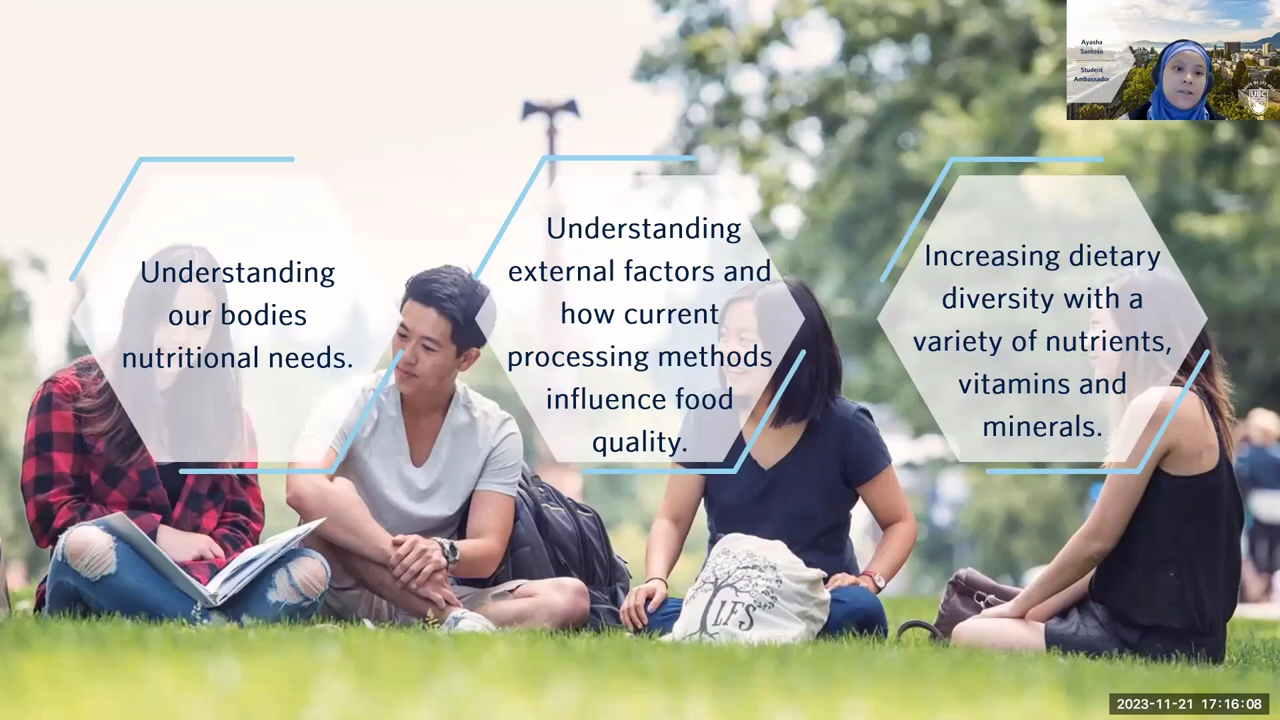 Ayasha
Santoso
Student
Ambassador
UBC
Understanding
our bodies
nutritional needs.
Understanding
external factors and
how current
processing methods
influence food
quality.
Increasing dietary
diversity with a
variety of nutrients,
vitamins and
minerals.
LFS
2023-11-21 17:16:08